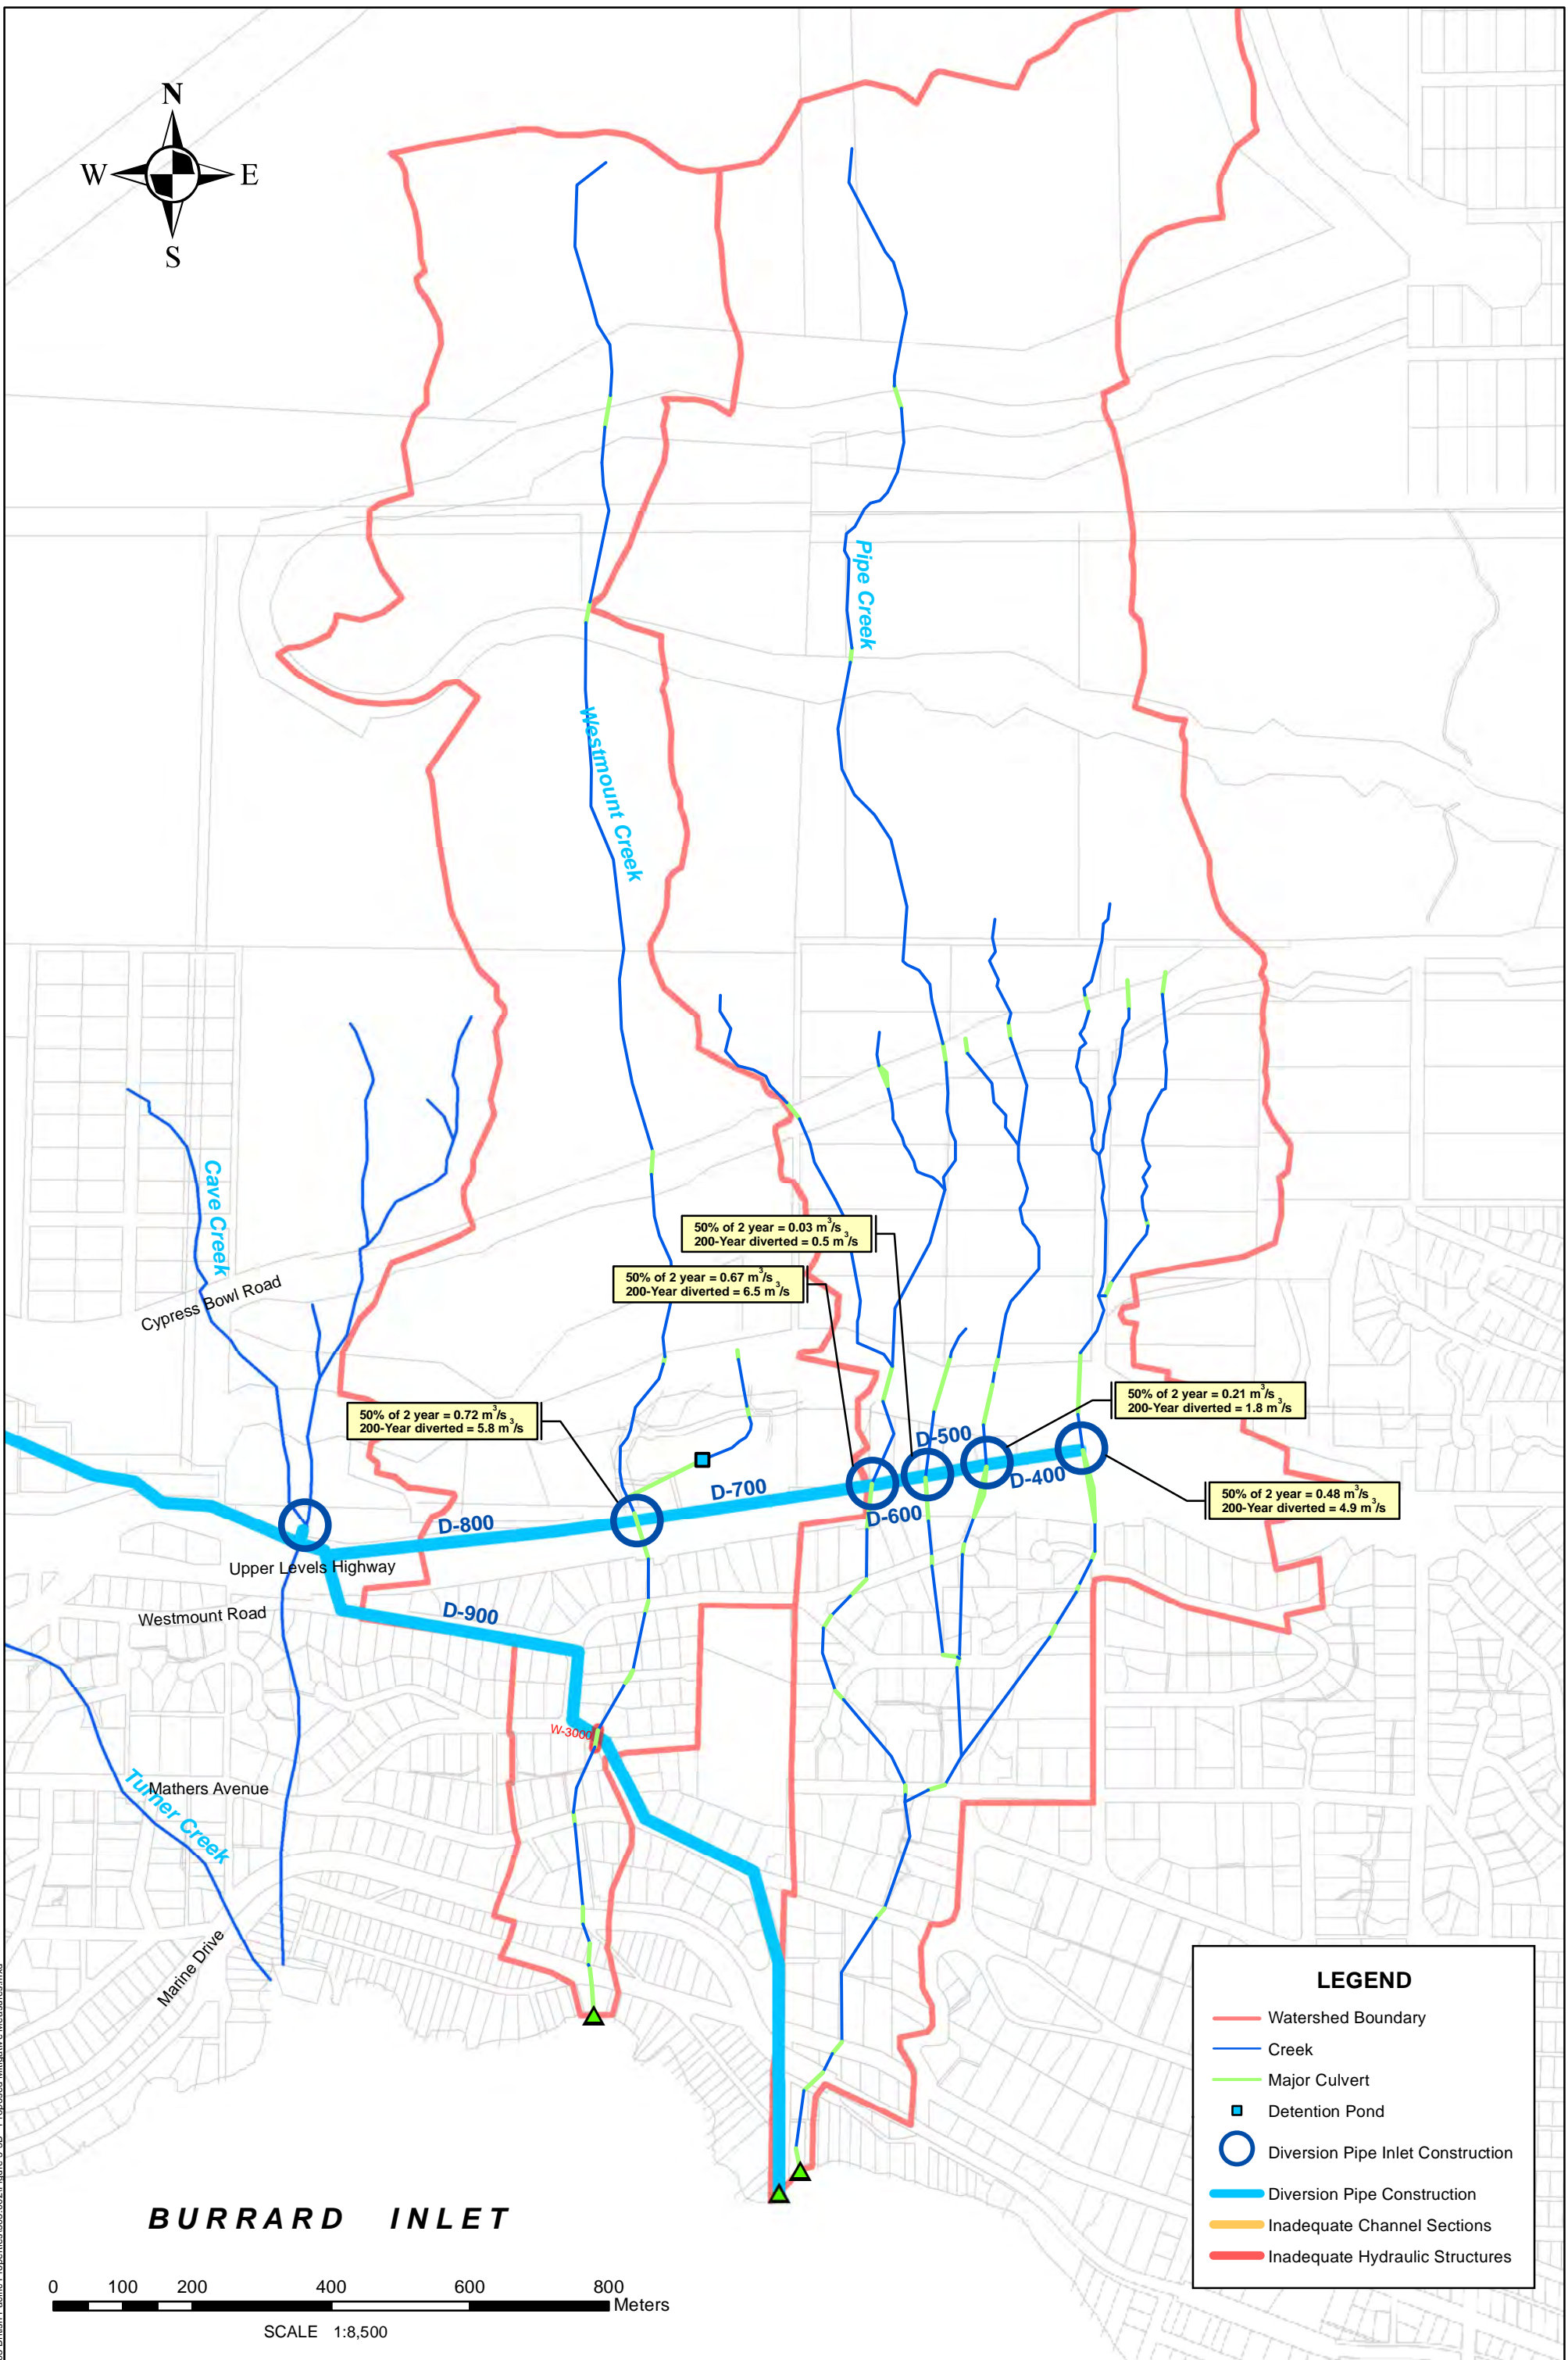 N
W E
S
Pipe Creek
Westmount Creek
Cave Creek
Cypress Bowl Road
50% of 2 year = 0.03 m³/s
200-Year diverted = 0.5 m³/s
50% of 2 year = 0.67 m³/s
200-Year diverted = 6.5 m³/s
50% of 2 year = 0.21 m³/s
200-Year diverted = 1.8 m³/s
50% of 2 year = 0.72 m³/s
200-Year diverted = 5.8 m³/s
D-500
D-400
50% of 2 year = 0.48 m³/s
200-Year diverted = 4.9 m³/s
D-700
D-600
D-800
Upper Levels Highway
Westmount Road
D-900
W-3000
Mathers Avenue
Turner Creek
Marine Drive
LEGEND
Watershed Boundary
Creek
Major Culvert
Detention Pond
Diversion Pipe Inlet Construction
Diversion Pipe Construction
Inadequate Channel Sections
Inadequate Hydraulic Structures
BURRARD INLET
0 100 200 400 600 800
Meters
SCALE 1:8,500